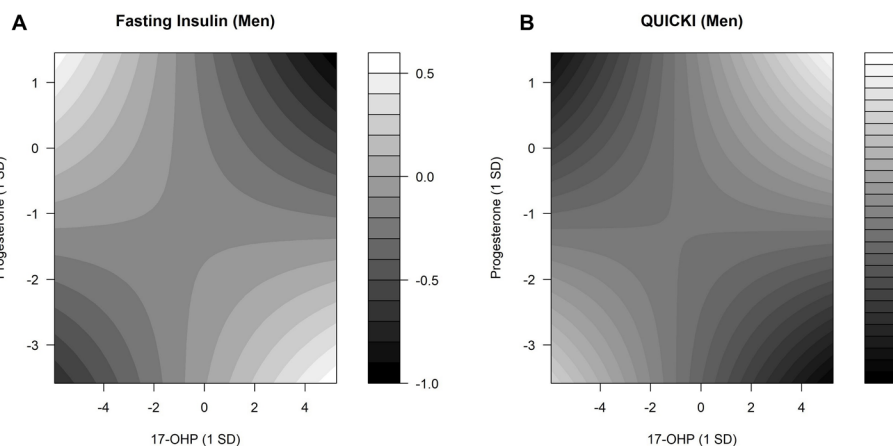 A
Fasting Insulin (Men)
1
0
-1
-2
-3
Progesterone (1 SD)
-4 -2 0 2 4
17-OHP (1 SD)
0.5
0.0
-0.5
-1.0
B
QUICKI (Men)
1
0
-1
-2
-3
Progesterone (1 SD)
-4 -2 0 2 4
17-OHP (1 SD)